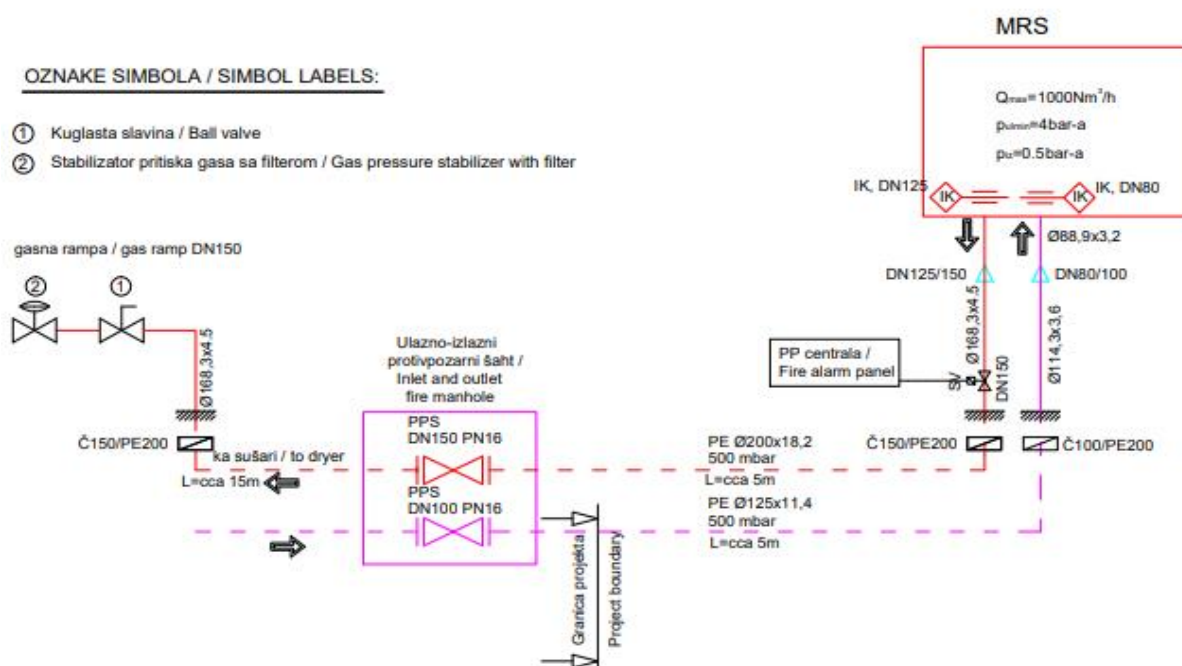 MRS
OZNAKE SIMBOLA / SIMBOL LABELS:
1 Kuglasta slavina / Ball valve
2 Stabilizator pritiska gasa sa filterom / Gas pressure stabilizer with filter
Qmax=1000Nm³/h
pulmin=4bar-a
piz=0.5bar-a
IK, DN125
IK
IK
IK, DN80
gasna rampa / gas ramp DN150
2
1
Ø88,9x3,2
DN125/150
DN80/100
Ø168,3x4.5
Ø168,3x4.5
Ø114,3x3,6
Ulazno-izlazni
protivpozarni šaht /
Inlet and outlet
fire manhole
PP centrala /
Fire alarm panel
SV
DN150
Č150/PE200
PPS
DN150 PN16
PE Ø200x18,2
500 mbar
L=cca 5m
Č150/PE200
Č100/PE200
ka sušari / to dryer
L=cca 15m
PPS
DN100 PN16
PE Ø125x11,4
500 mbar
L=cca 5m
Granica projekta
Project boundary